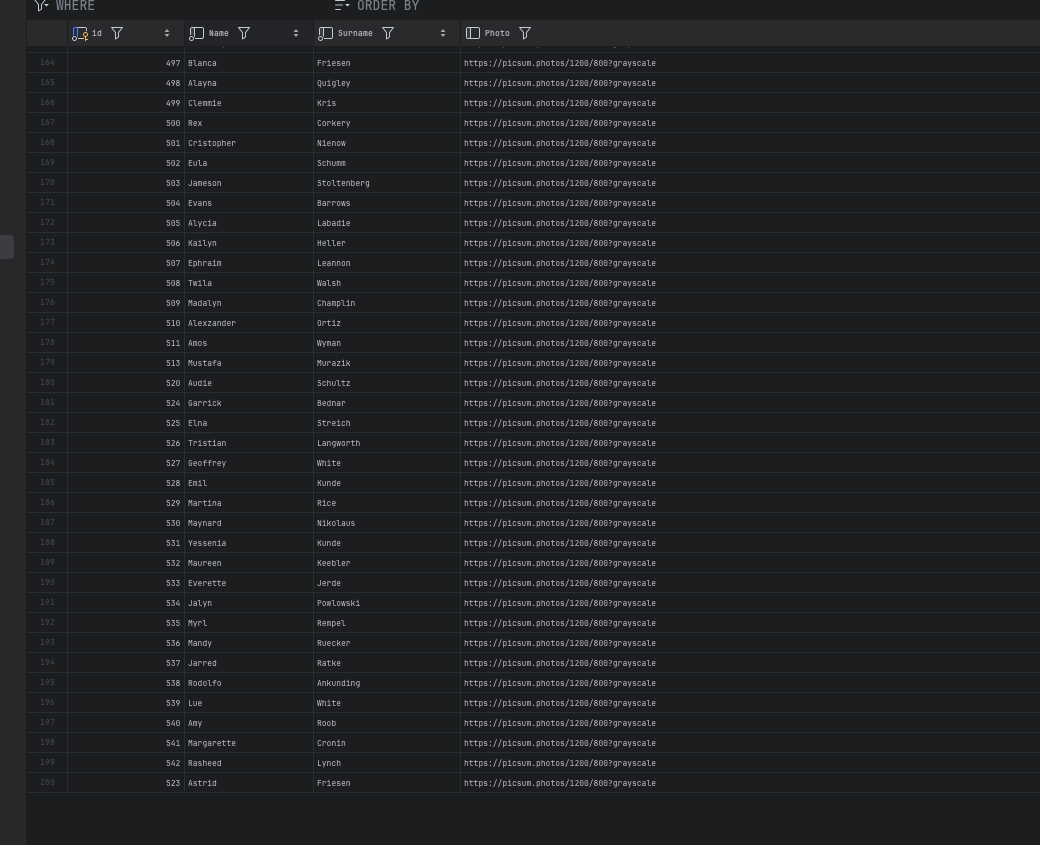 WHERE ORDER BY
id Name Surname Photo
164 497 Blanca Friesen https://picsum.photos/1200/800?grayscale
165 498 Alayna Quigley https://picsum.photos/1200/800?grayscale
166 499 Clemmie Kris https://picsum.photos/1200/800?grayscale
167 500 Rex Corkery https://picsum.photos/1200/800?grayscale
168 501 Cristopher Nienow https://picsum.photos/1200/800?grayscale
169 502 Eula Schumm https://picsum.photos/1200/800?grayscale
170 503 Jameson Stoltenberg https://picsum.photos/1200/800?grayscale
171 504 Evans Barrows https://picsum.photos/1200/800?grayscale
172 505 Alycia Labadie https://picsum.photos/1200/800?grayscale
173 506 Kailyn Heller https://picsum.photos/1200/800?grayscale
174 507 Ephraim Leannon https://picsum.photos/1200/800?grayscale
175 508 Twila Walsh https://picsum.photos/1200/800?grayscale
176 509 Madalyn Champlin https://picsum.photos/1200/800?grayscale
177 510 Alexzander Ortiz https://picsum.photos/1200/800?grayscale
178 511 Amos Wyman https://picsum.photos/1200/800?grayscale
179 513 Mustafa Murazik https://picsum.photos/1200/800?grayscale
180 520 Audie Schultz https://picsum.photos/1200/800?grayscale
181 524 Garrick Bednar https://picsum.photos/1200/800?grayscale
182 525 Elna Streich https://picsum.photos/1200/800?grayscale
183 526 Tristian Langworth https://picsum.photos/1200/800?grayscale
184 527 Geoffrey White https://picsum.photos/1200/800?grayscale
185 528 Emil Kunde https://picsum.photos/1200/800?grayscale
186 529 Martina Rice https://picsum.photos/1200/800?grayscale
187 530 Maynard Nikolaus https://picsum.photos/1200/800?grayscale
188 531 Yessenia Kunde https://picsum.photos/1200/800?grayscale
189 532 Maureen Keebler https://picsum.photos/1200/800?grayscale
190 533 Everette Jerde https://picsum.photos/1200/800?grayscale
191 534 Jalyn Powlowski https://picsum.photos/1200/800?grayscale
192 535 Myrl Rempel https://picsum.photos/1200/800?grayscale
193 536 Mandy Ruecker https://picsum.photos/1200/800?grayscale
194 537 Jarred Ratke https://picsum.photos/1200/800?grayscale
195 538 Rodolfo Ankunding https://picsum.photos/1200/800?grayscale
196 539 Lue White https://picsum.photos/1200/800?grayscale
197 540 Amy Roob https://picsum.photos/1200/800?grayscale
198 541 Margarette Cronin https://picsum.photos/1200/800?grayscale
199 542 Rasheed Lynch https://picsum.photos/1200/800?grayscale
200 523 Astrid Friesen https://picsum.photos/1200/800?grayscale